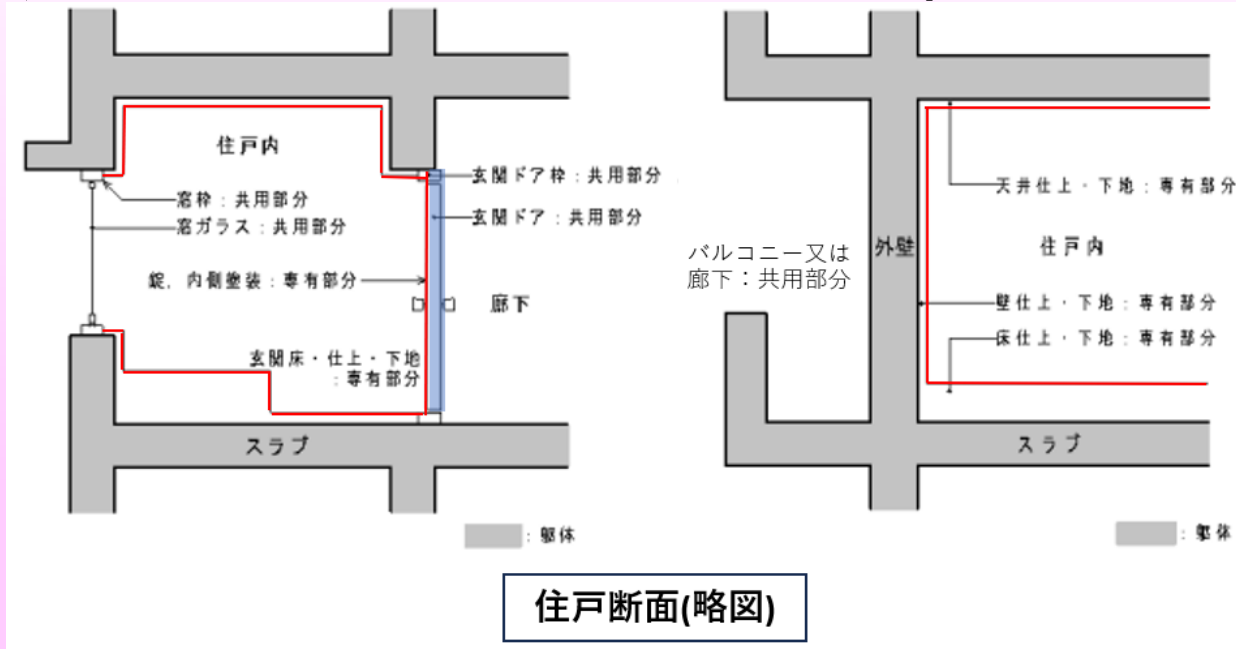 住戸内
窓枠：共用部分
窓ガラス：共用部分
錠，内側塗装：専有部分
玄関床・仕上・下地
：専有部分
スラブ
玄関ドア枠：共用部分
玄関ドア：共用部分
廊下
：躯体
バルコニー又は
廊下：共用部分
外壁
天井仕上・下地：専有部分
住戸内
壁仕上・下地：専有部分
床仕上・下地：専有部分
スラブ
：躯体
住戸断面(略図)